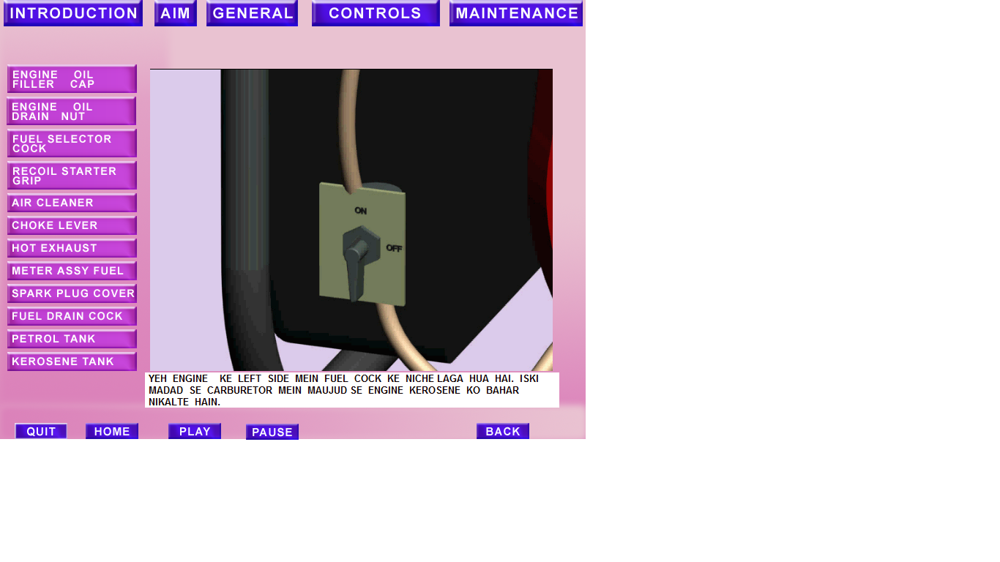 INTRODUCTION AIM GENERAL CONTROLS MAINTENANCE
ENGINE OIL
FILLER CAP
ENGINE OIL
DRAIN NUT
FUEL SELECTOR
COCK
RECOIL STARTER
GRIP
AIR CLEANER
CHOKE LEVER
HOT EXHAUST
METER ASSY FUEL
SPARK PLUG COVER
FUEL DRAIN COCK
PETROL TANK
KEROSENE TANK
ON
OFF
YEH ENGINE KE LEFT SIDE MEIN FUEL COCK KE NICHE LAGA HUA HAI. ISKI
MADAD SE CARBURETOR MEIN MAUJUD SE ENGINE KEROSENE KO BAHAR
NIKALTE HAIN.
QUIT HOME PLAY PAUSE BACK